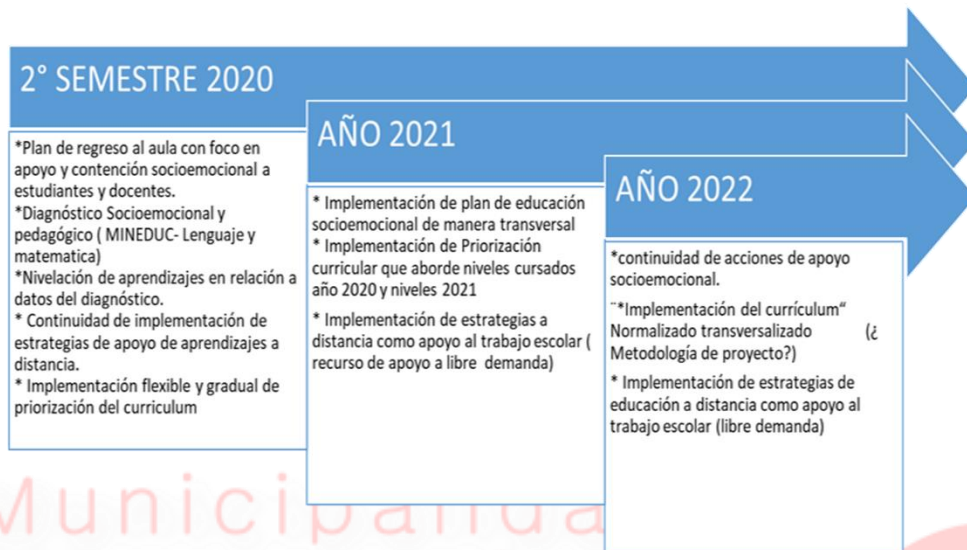 2° SEMESTRE 2020
*Plan de regreso al aula con foco en
apoyo y contención socioemocional a
estudiantes y docentes.
*Diagnóstico Socioemocional y
pedagógico ( MINEDUC- Lenguaje y
matematica)
*Nivelación de aprendizajes en relación a
datos del diagnóstico.
* Continuidad de implementación de
estrategias de apoyo de aprendizajes a
distancia.
* Implementación flexible y gradual de
priorización del curriculum
AÑO 2021
* Implementación de plan de educación
socioemocional de manera transversal
* Implementación de Priorización
curricular que aborde niveles cursados
año 2020 y niveles 2021
* Implementación de estrategias a
distancia como apoyo al trabajo escolar (
recurso de apoyo a libre demanda)
AÑO 2022
*continuidad de acciones de apoyo
socioemocional.
¨*Implementación del currículum“
Normalizado transversalizado (¿
Metodología de proyecto?)
* Implementación de estrategias de
educación a distancia como apoyo al
trabajo escolar (libre demanda)